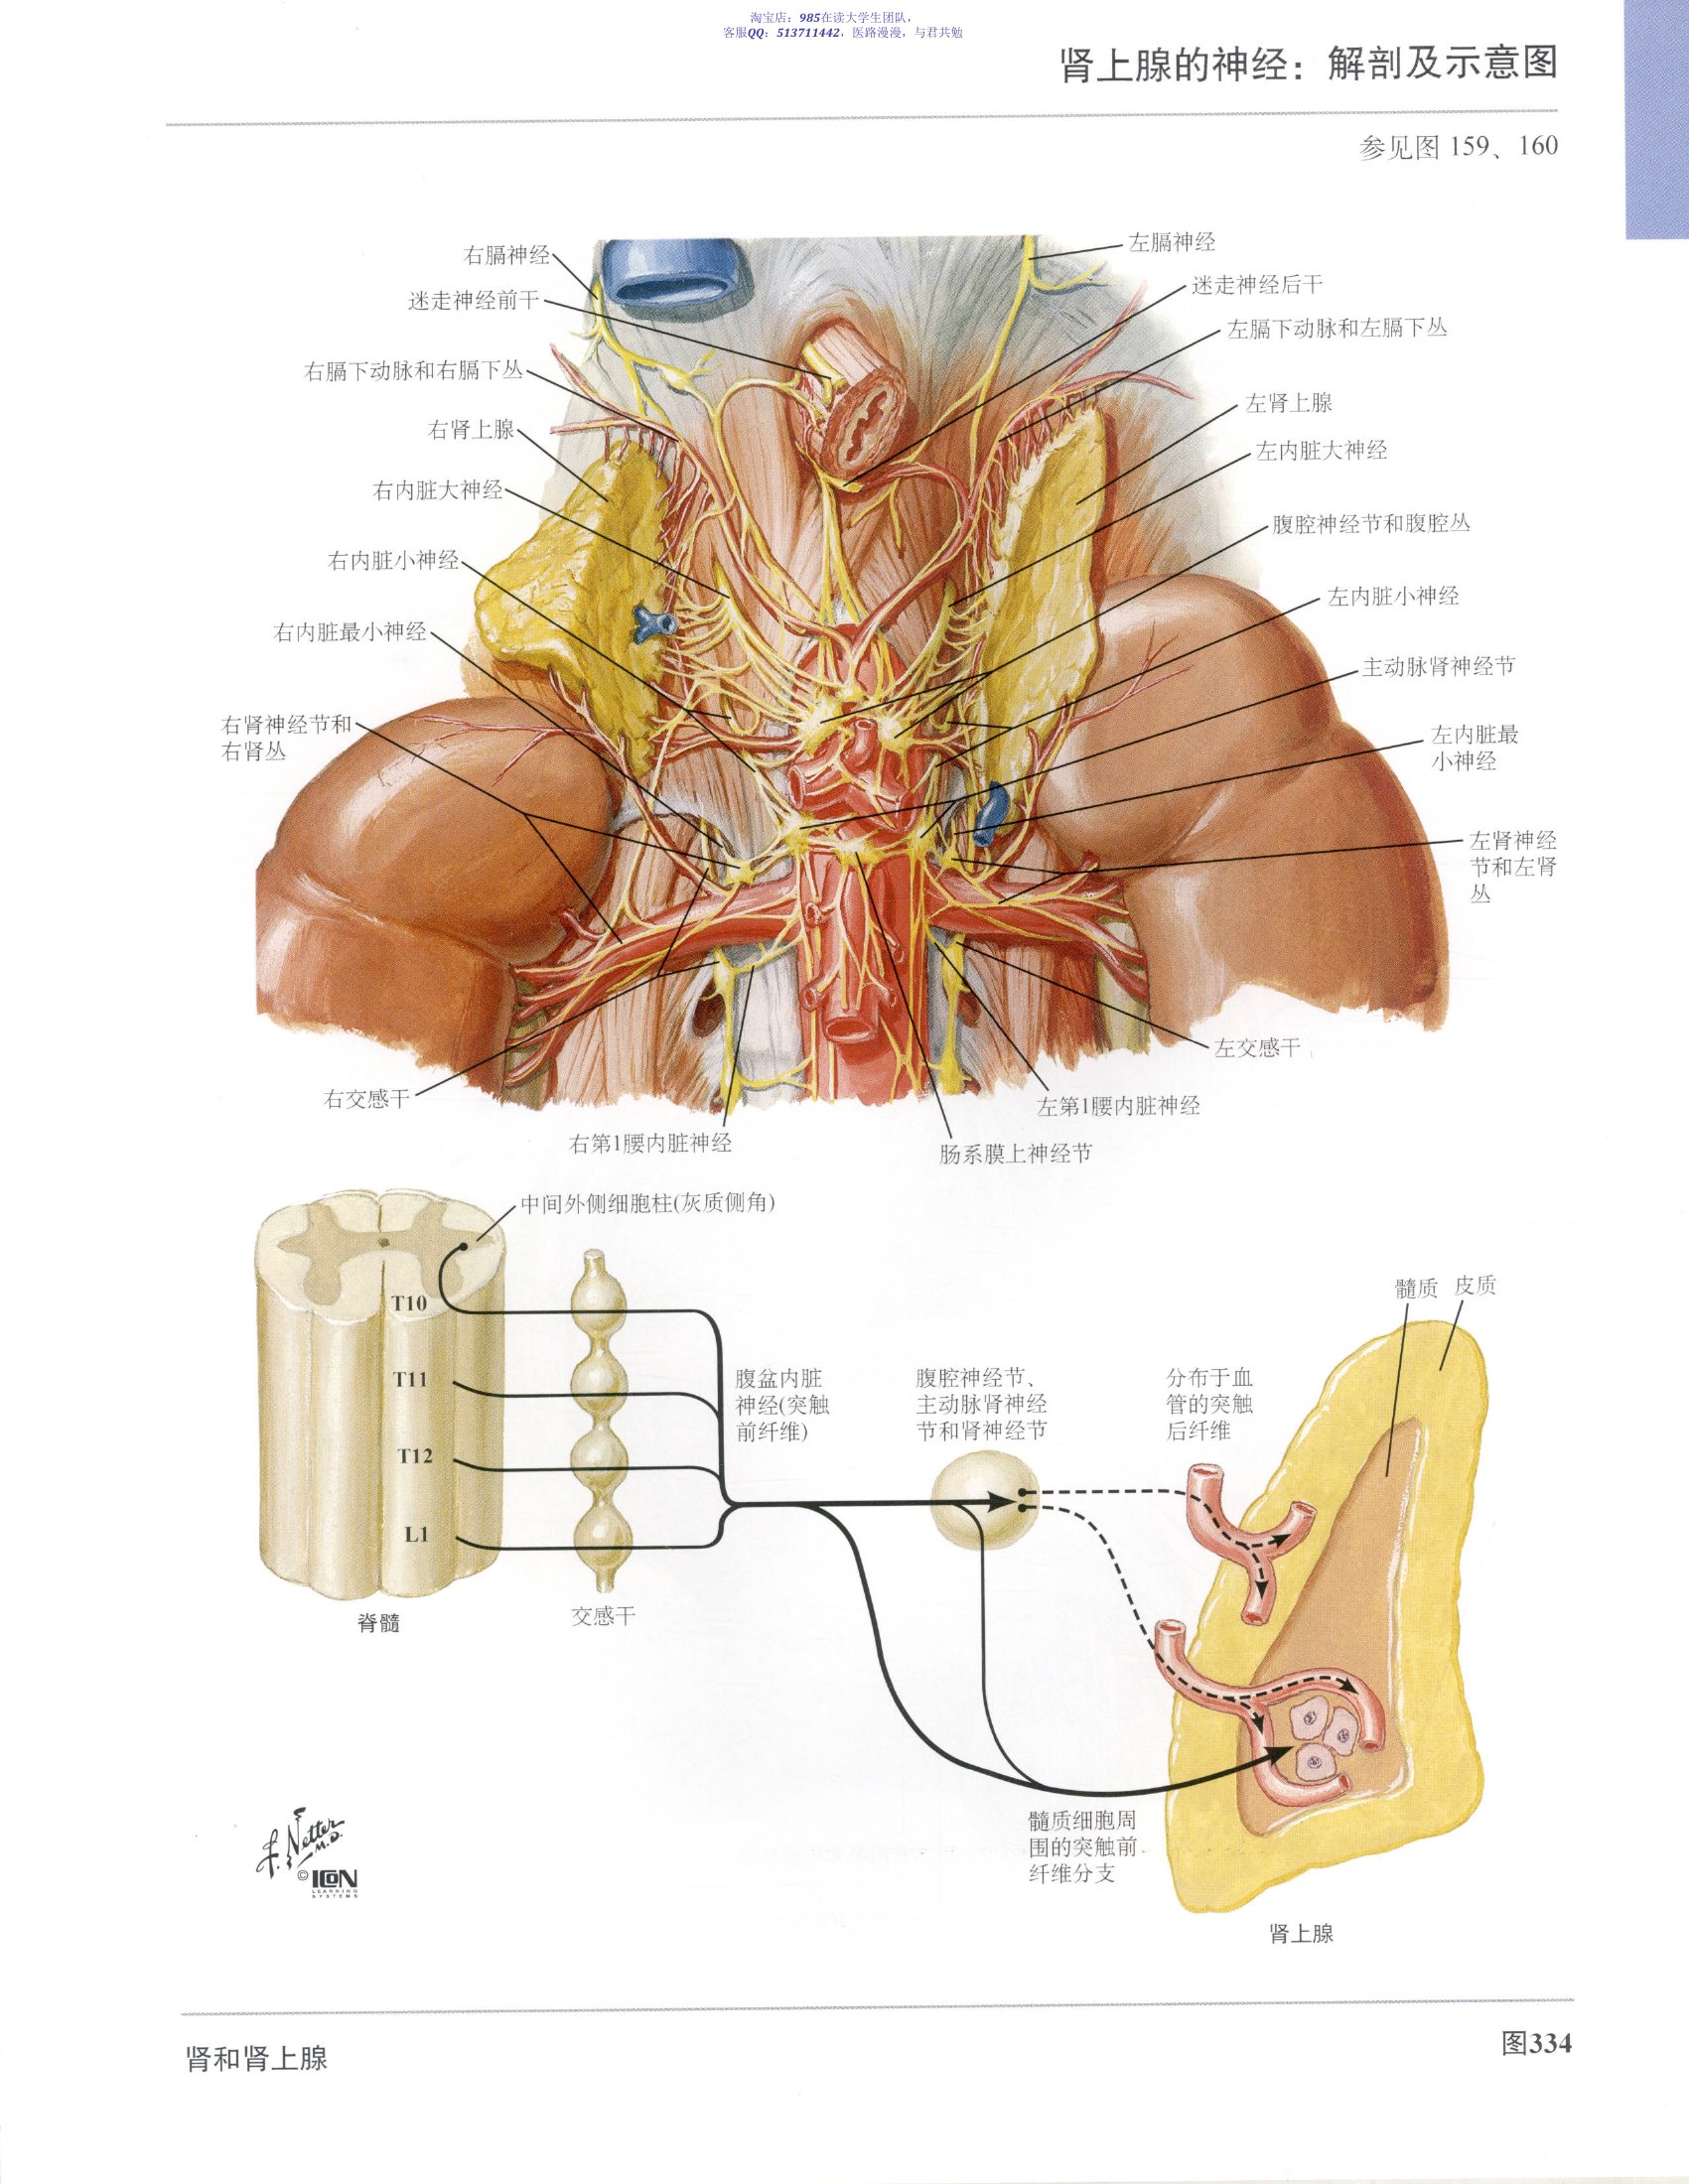 淘宝店：985在读大学生团队，
客服QQ：513711442，医路漫漫，与君共勉
肾上腺的神经：解剖及示意图
参见图 159、160
右膈神经
迷走神经前干
右膈下动脉和右膈下丛
右肾上腺
右内脏大神经
右内脏小神经
右内脏最小神经
右肾神经节和
右肾丛
右交感干
右第1腰内脏神经
左膈神经
迷走神经后干
左膈下动脉和左膈下丛
左肾上腺
左内脏大神经
腹腔神经节和腹腔丛
左内脏小神经
主动脉肾神经节
左内脏最
小神经
左肾神经
节和左肾
丛
左交感干
左第1腰内脏神经
肠系膜上神经节
中间外侧细胞柱(灰质侧角)
T10
T11
T12
L1
脊髓
交感干
腹盆内脏
神经(突触
前纤维)
腹腔神经节、
主动脉肾神经
节和肾神经节
分布于血
管的突触
后纤维
髓质 皮质
髓质细胞周
围的突触前
纤维分支
肾上腺
F. Netter
M.D.
© ICON
LEARNING
SYSTEMS
肾和肾上腺
图334